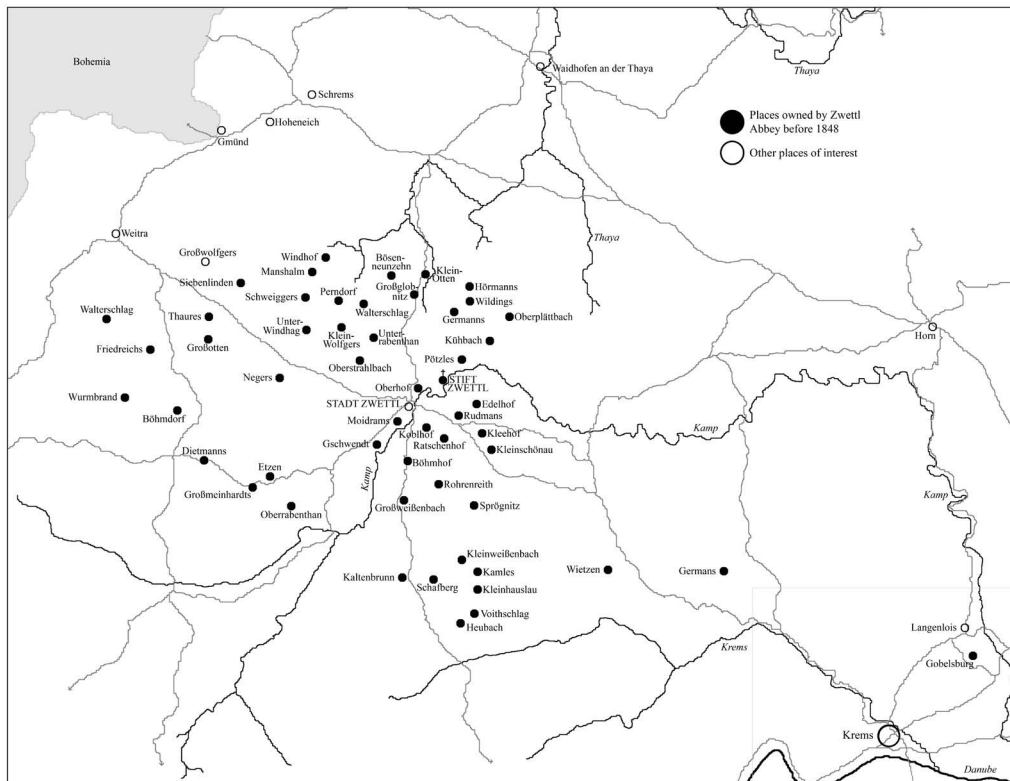 Bohemia
Waidhofen an der Thaya
Thaya
Schrems
Hoheneich
Gmünd
Places owned by Zwettl
Abbey before 1848
Other places of interest
Weitra
Thaya
Großwolfgers
Windhof
Bösen-
neunzehn
Manshalm
Klein-
Otten
Siebenlinden
Großglob-
nitz
Hörmanns
Schweiggers
Perndorf
Wildings
Walterschlag
Walterschlag
Thaures
Germanns
Oberplättbach
Unter-
Windhag
Klein-
Wolfgers
Unter-
rabenthan
Horn
Großotten
Kühbach
Friedreichs
Oberstrahlbach
Pötzles
Negers
STIFT
ZWETTL
Oberhof
Wurmbrand
STADT ZWETTL
Edelhof
Böhmdorf
Rudmans
Moidrams
Koblhof
Kleehof
Kamp
Ratschenhof
Gschwendt
Kleinschönau
Dietmanns
Böhmhof
Etzen
Kamp
Rohrenreith
Großmeinhardts
Kamp
Großweißenbach
Sprögnitz
Oberrabenthan
Kleinweißenbach
Kaltenbrunn
Kamles
Wietzen
Germans
Schafberg
Kleinhauslau
Voithschlag
Heubach
Langenlois
Krems
Gobelsburg
Krems
Danube